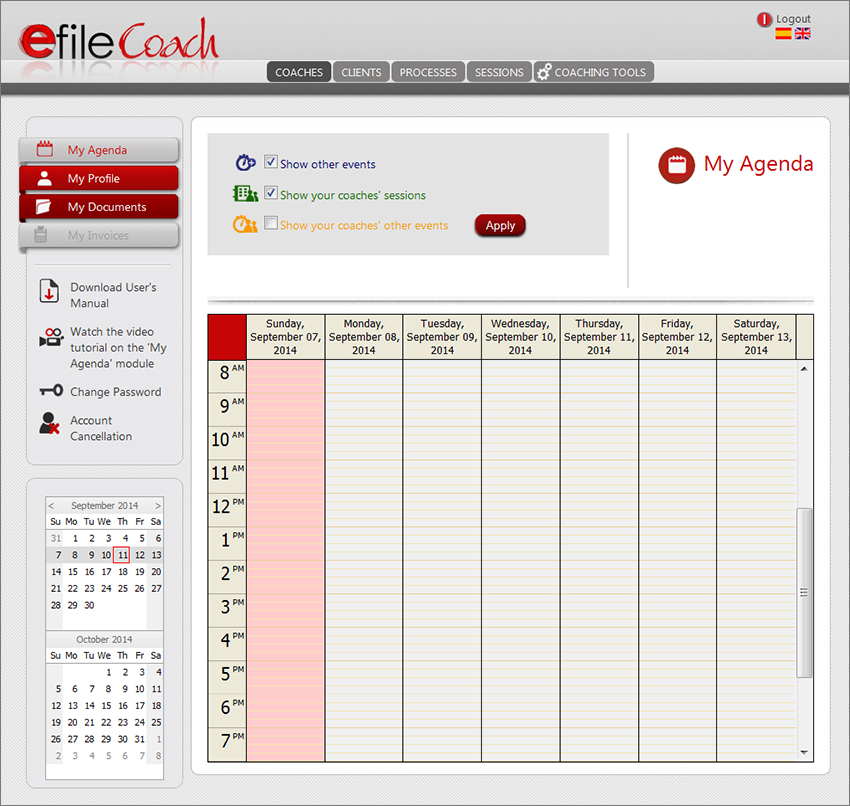 efileCoach
Logout
COACHES
CLIENTS
PROCESSES
SESSIONS
COACHING TOOLS
My Agenda
My Profile
My Documents
My Invoices
Download User's
Manual
Watch the video
tutorial on the 'My
Agenda' module
Change Password
Account
Cancellation
< September 2014 >
Su Mo Tu We Th Fr Sa
31 1 2 3 4 5 6
7 8 9 10 11 12 13
14 15 16 17 18 19 20
21 22 23 24 25 26 27
28 29 30
October 2014
Su Mo Tu We Th Fr Sa
1 2 3 4
5 6 7 8 9 10 11
12 13 14 15 16 17 18
19 20 21 22 23 24 25
26 27 28 29 30 31 1
2 3 4 5 6 7 8
Show other events
Show your coaches' sessions
Show your coaches' other events
Apply
My Agenda
Sunday,
September 07,
2014
Monday,
September 08,
2014
Tuesday,
September 09,
2014
Wednesday,
September 10,
2014
Thursday,
September 11,
2014
Friday,
September 12,
2014
Saturday,
September 13,
2014
8 AM
9 AM
10 AM
11 AM
12 PM
1 PM
2 PM
3 PM
4 PM
5 PM
6 PM
7 PM